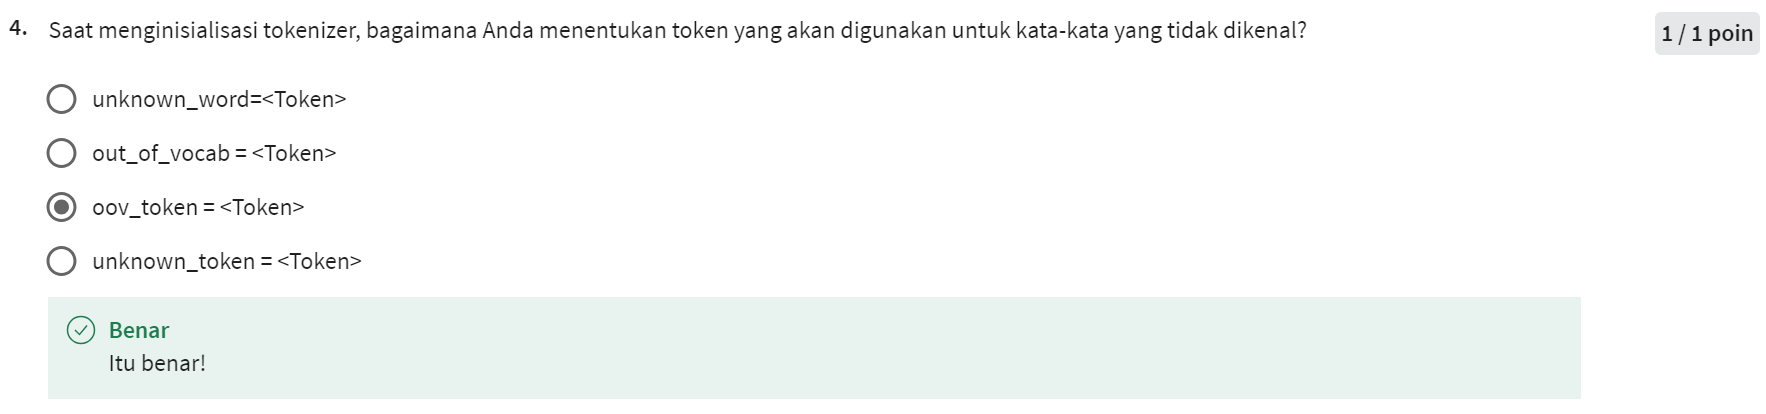 4. Saat menginisialisasi tokenizer, bagaimana Anda menentukan token yang akan digunakan untuk kata-kata yang tidak dikenal?
1 / 1 poin
unknown_word=<Token>
out_of_vocab = <Token>
oov_token = <Token>
unknown_token = <Token>
Benar
Itu benar!